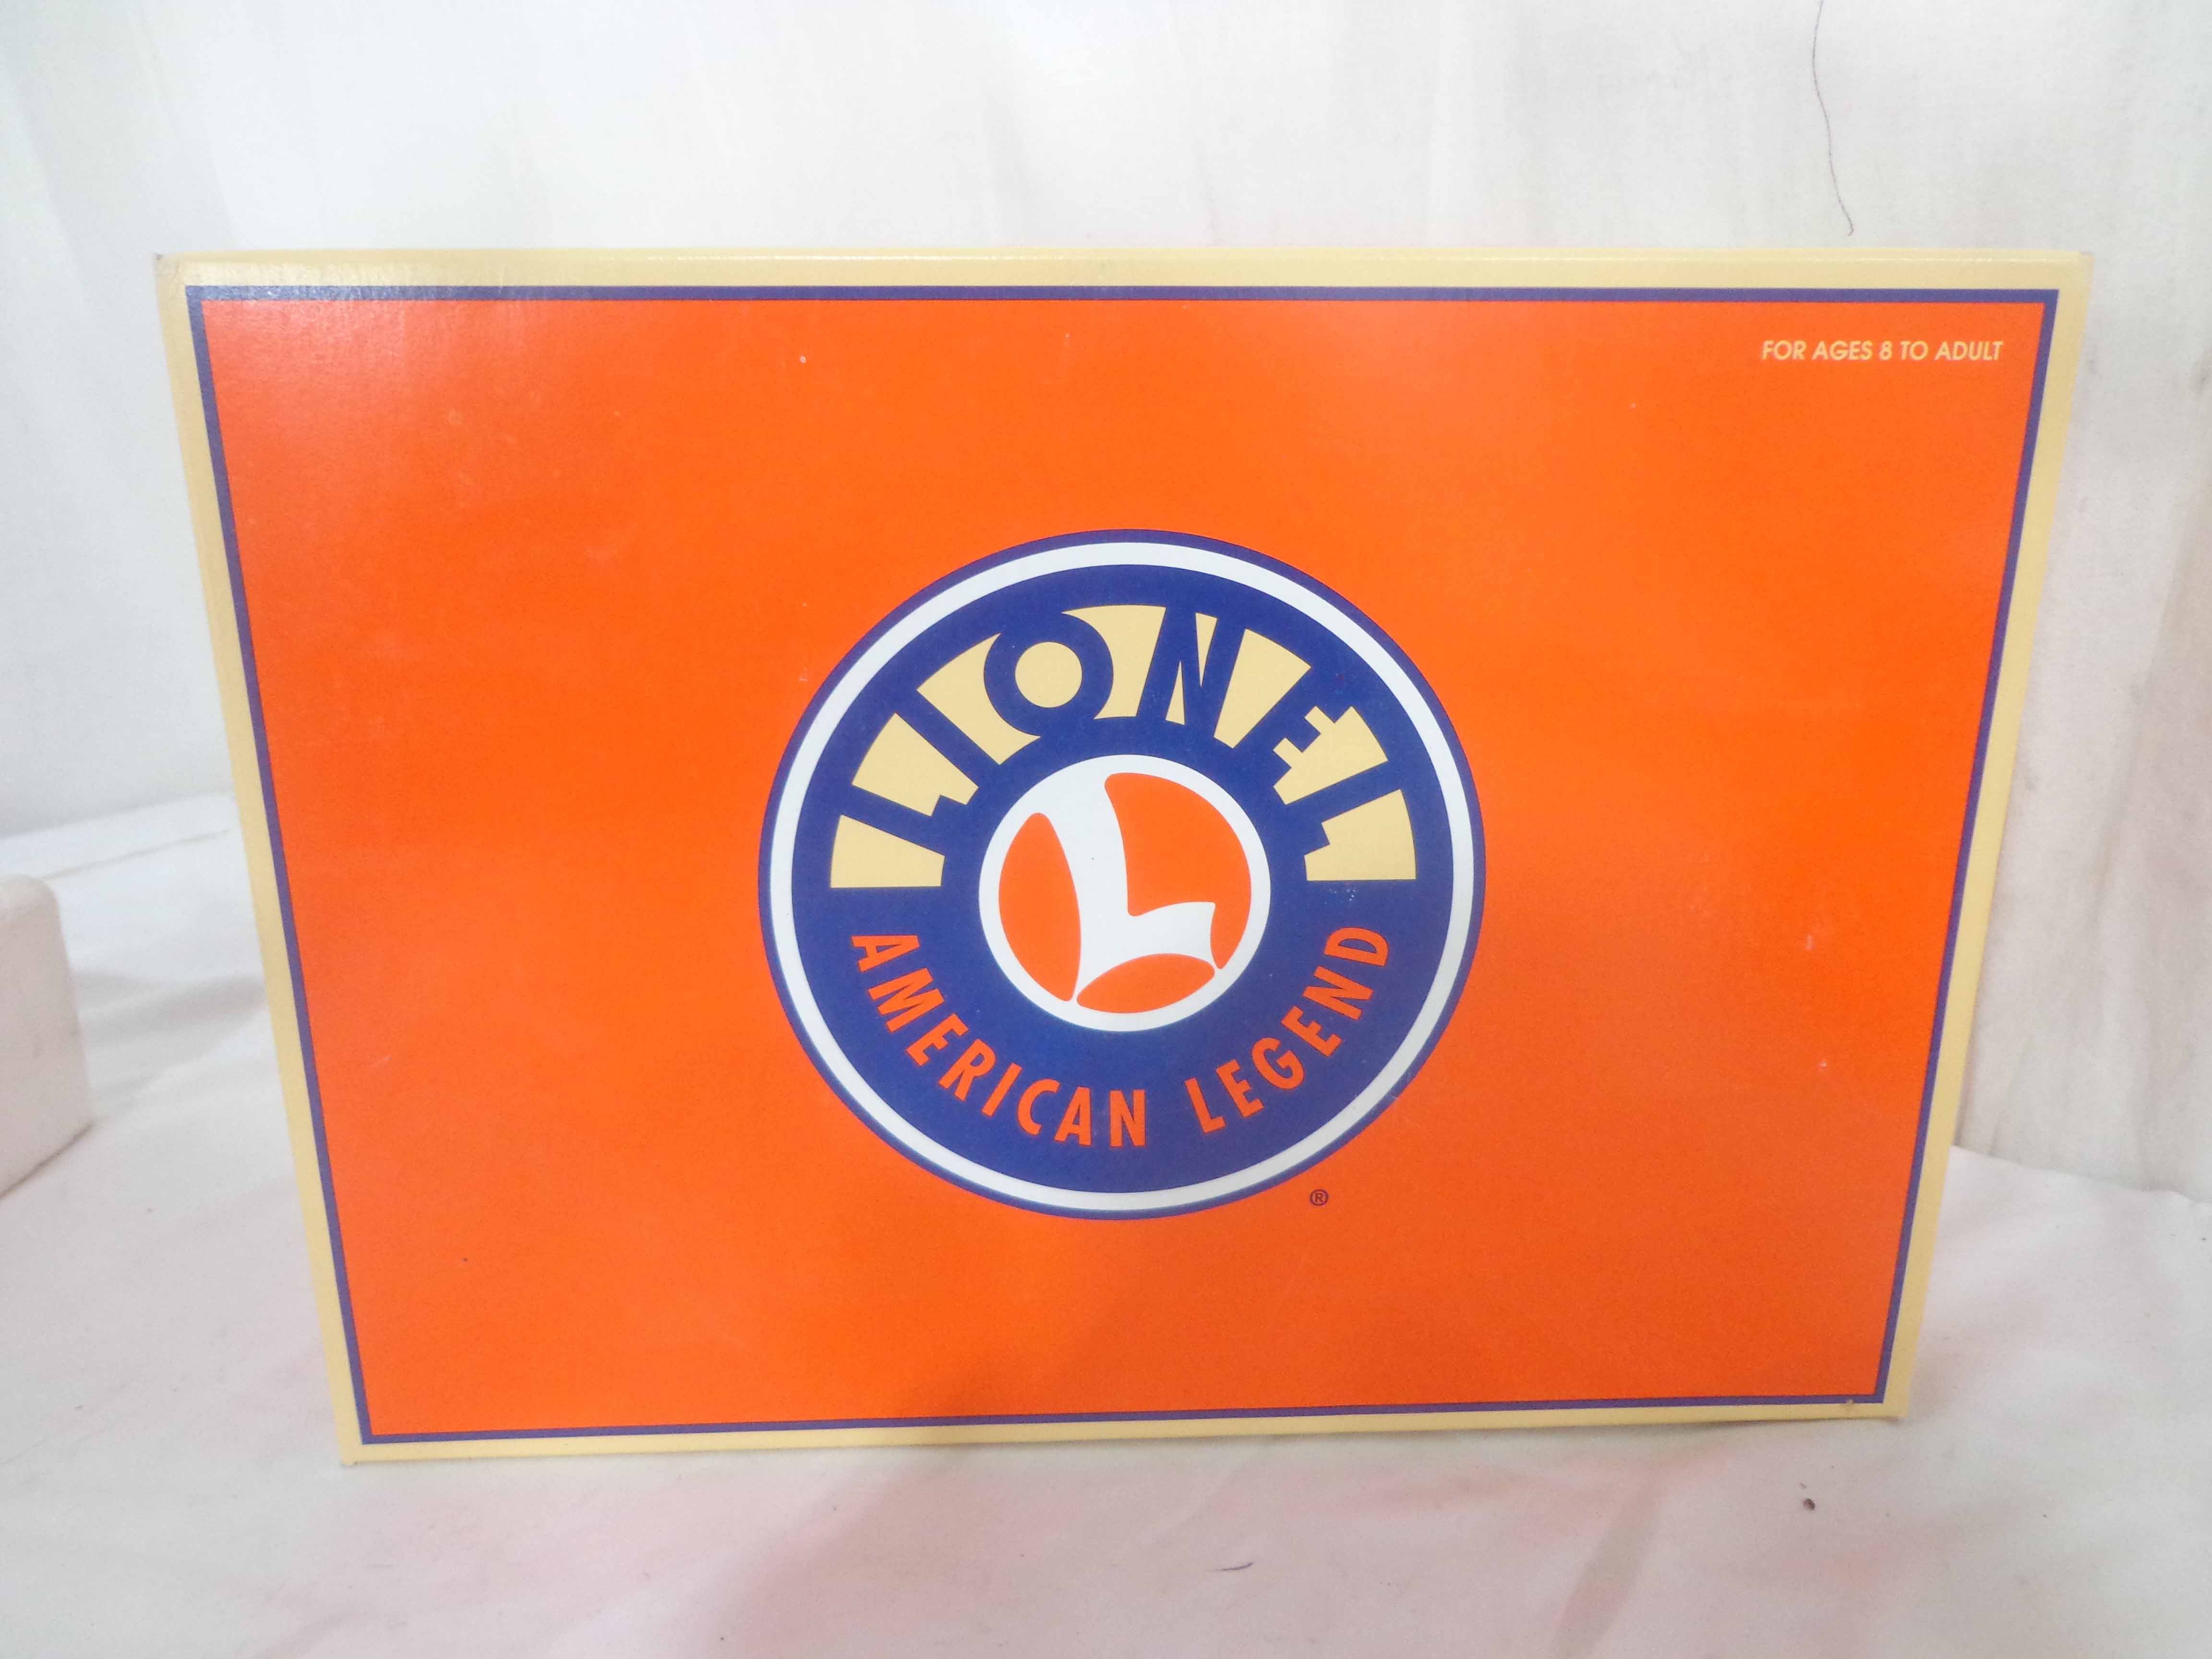 FOR AGES 8 TO ADULT
LIONEL
L
AMERICAN LEGEND
®